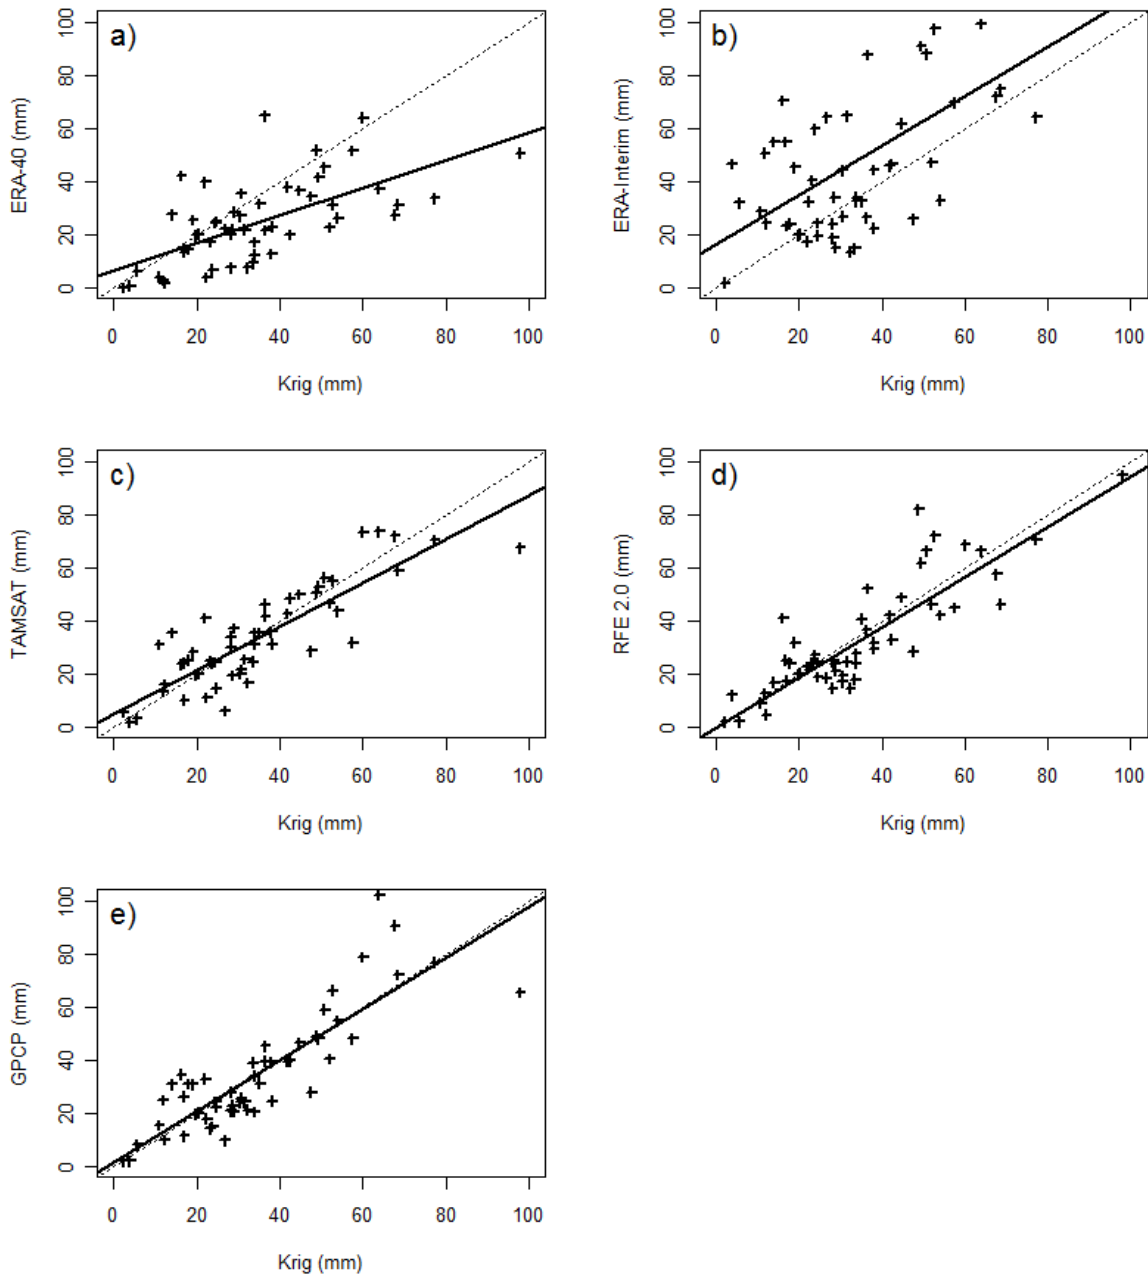 a)
ERA-40 (mm)
100
80
60
40
20
0
0 20 40 60 80 100
Krig (mm)
b)
ERA-Interim (mm)
100
80
60
40
20
0
0 20 40 60 80 100
Krig (mm)
c)
TAMSAT (mm)
100
80
60
40
20
0
0 20 40 60 80 100
Krig (mm)
d)
RFE 2.0 (mm)
100
80
60
40
20
0
0 20 40 60 80 100
Krig (mm)
e)
GPCP (mm)
100
80
60
40
20
0
0 20 40 60 80 100
Krig (mm)